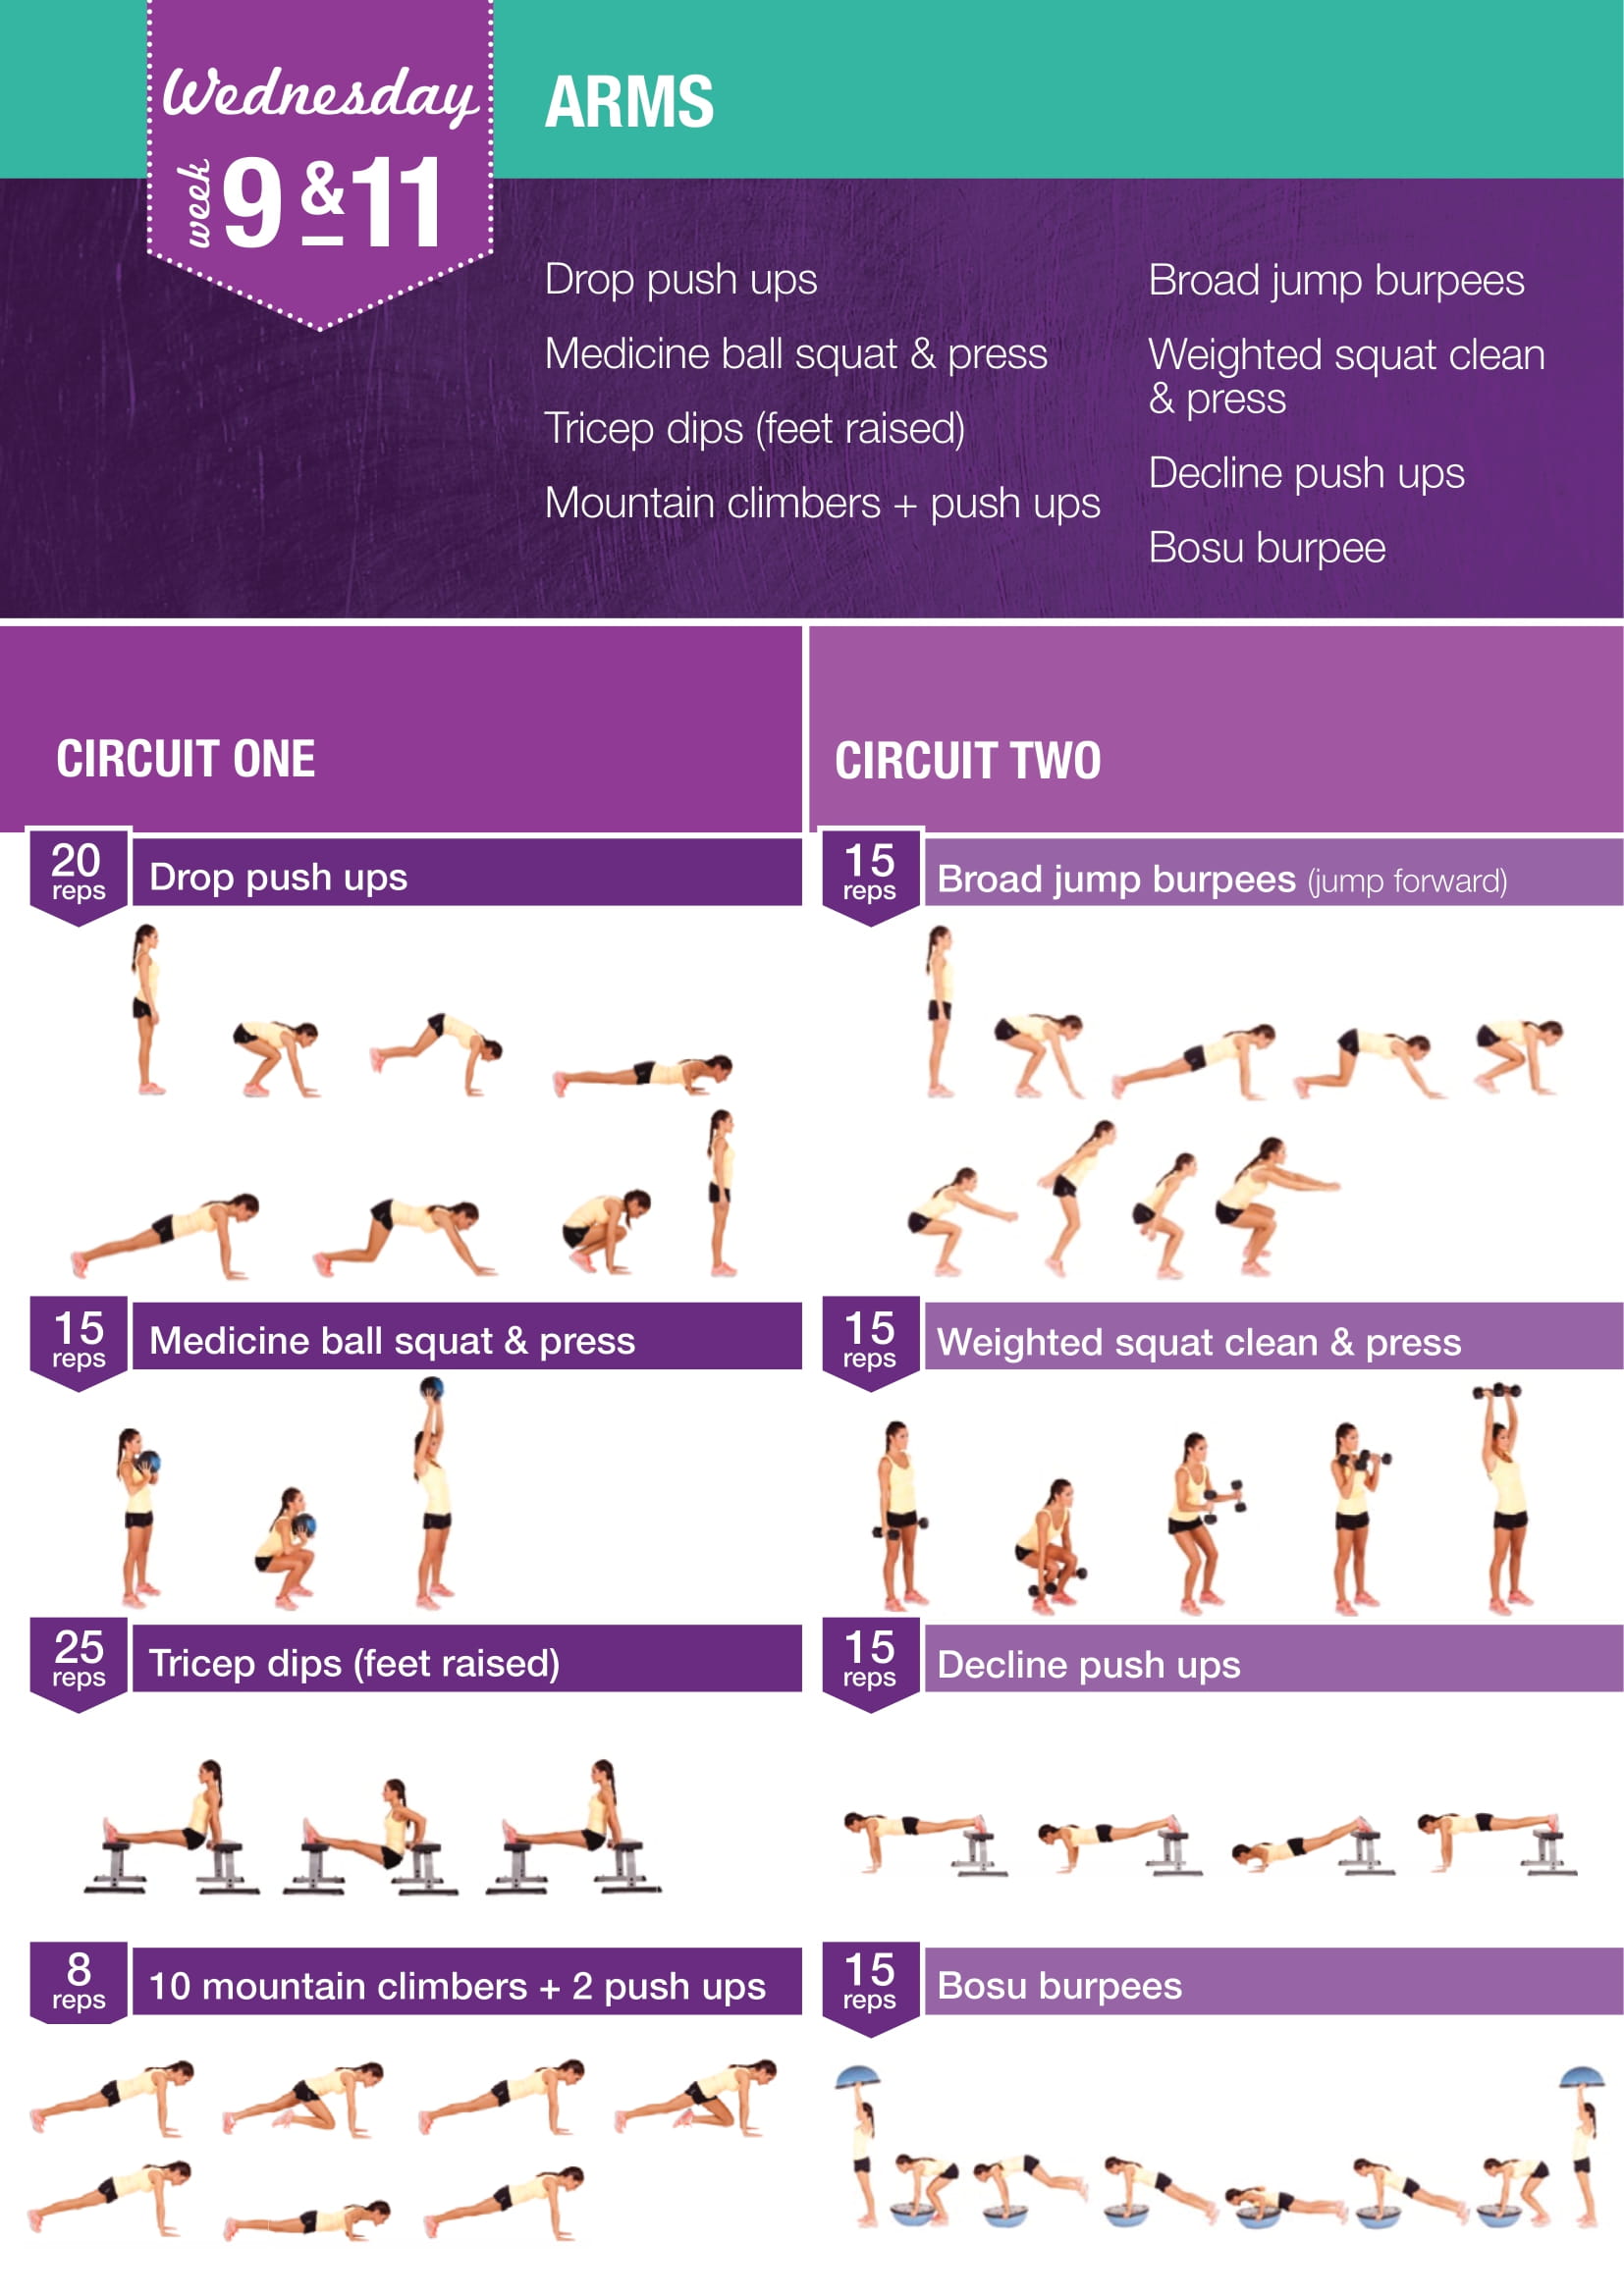 Wednesday
week 9 & 11
ARMS
Drop push ups
Medicine ball squat & press
Tricep dips (feet raised)
Mountain climbers + push ups
Broad jump burpees
Weighted squat clean
& press
Decline push ups
Bosu burpee
CIRCUIT ONE
20
reps
Drop push ups
15
reps
Medicine ball squat & press
25
reps
Tricep dips (feet raised)
8
reps
10 mountain climbers + 2 push ups
CIRCUIT TWO
15
reps
Broad jump burpees (jump forward)
15
reps
Weighted squat clean & press
15
reps
Decline push ups
15
reps
Bosu burpees